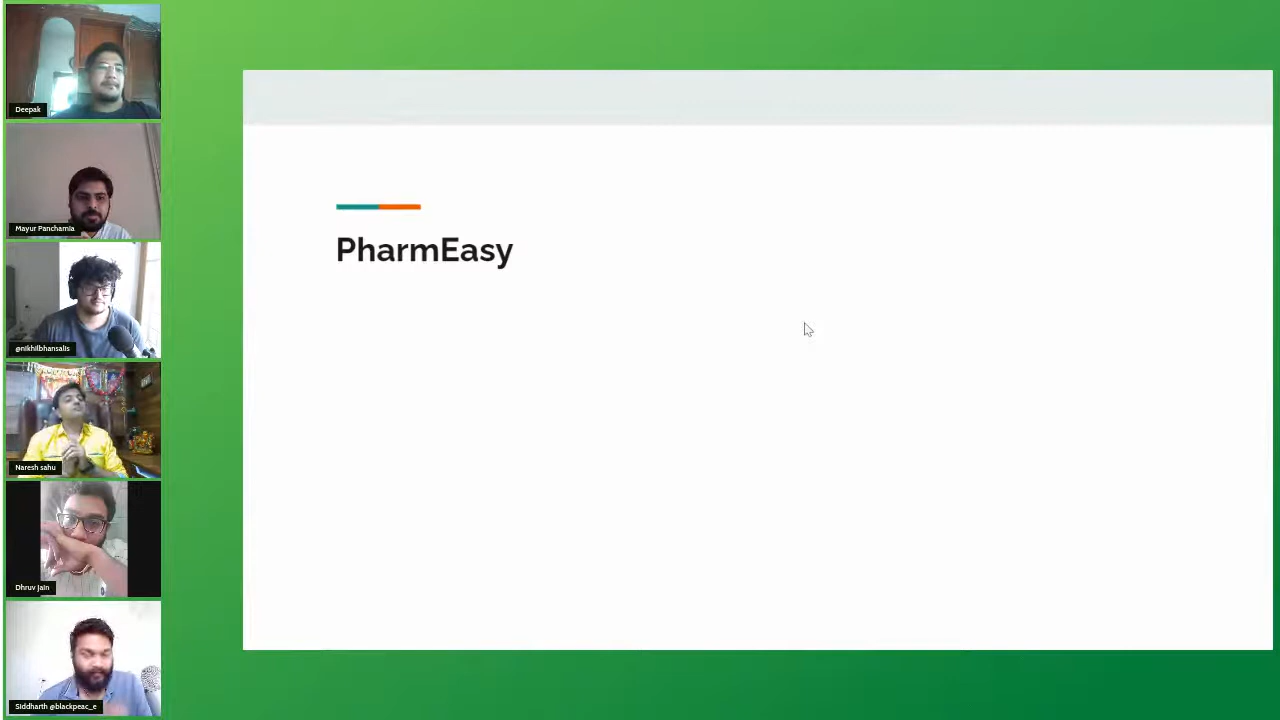 Deepak
Mayur Panchamia
@nikhilbhansalis
Naresh sahu
Dhruv Jain
Siddharth @blackpeac_e
PharmEasy